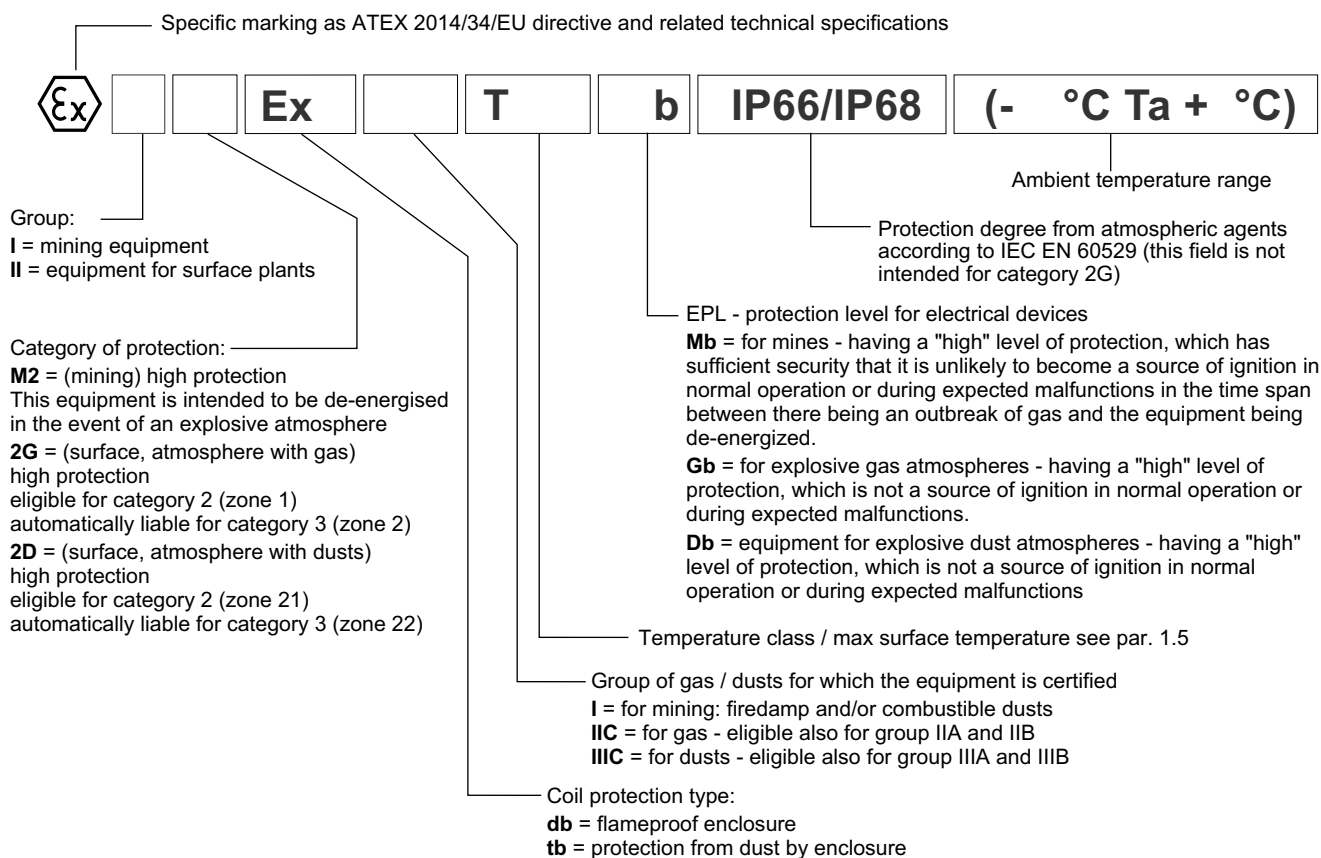 Specific marking as ATEX 2014/34/EU directive and related technical specifications
Ex Ex T b IP66/IP68 (- °C Ta + °C)
Ambient temperature range
Group:
I = mining equipment
II = equipment for surface plants
Protection degree from atmospheric agents
according to IEC EN 60529 (this field is not
intended for category 2G)
EPL - protection level for electrical devices
Mb = for mines - having a "high" level of protection, which has
sufficient security that it is unlikely to become a source of ignition in
normal operation or during expected malfunctions in the time span
between there being an outbreak of gas and the equipment being
de-energized.
Gb = for explosive gas atmospheres - having a "high" level of
protection, which is not a source of ignition in normal operation or
during expected malfunctions.
Db = equipment for explosive dust atmospheres - having a "high"
level of protection, which is not a source of ignition in normal
operation or during expected malfunctions
Category of protection:
M2 = (mining) high protection
This equipment is intended to be de-energised
in the event of an explosive atmosphere
2G = (surface, atmosphere with gas)
high protection
eligible for category 2 (zone 1)
automatically liable for category 3 (zone 2)
2D = (surface, atmosphere with dusts)
high protection
eligible for category 2 (zone 21)
automatically liable for category 3 (zone 22)
Temperature class / max surface temperature see par. 1.5
Group of gas / dusts for which the equipment is certified
I = for mining: firedamp and/or combustible dusts
IIC = for gas - eligible also for group IIA and IIB
IIIC = for dusts - eligible also for group IIIA and IIIB
Coil protection type:
db = flameproof enclosure
tb = protection from dust by enclosure